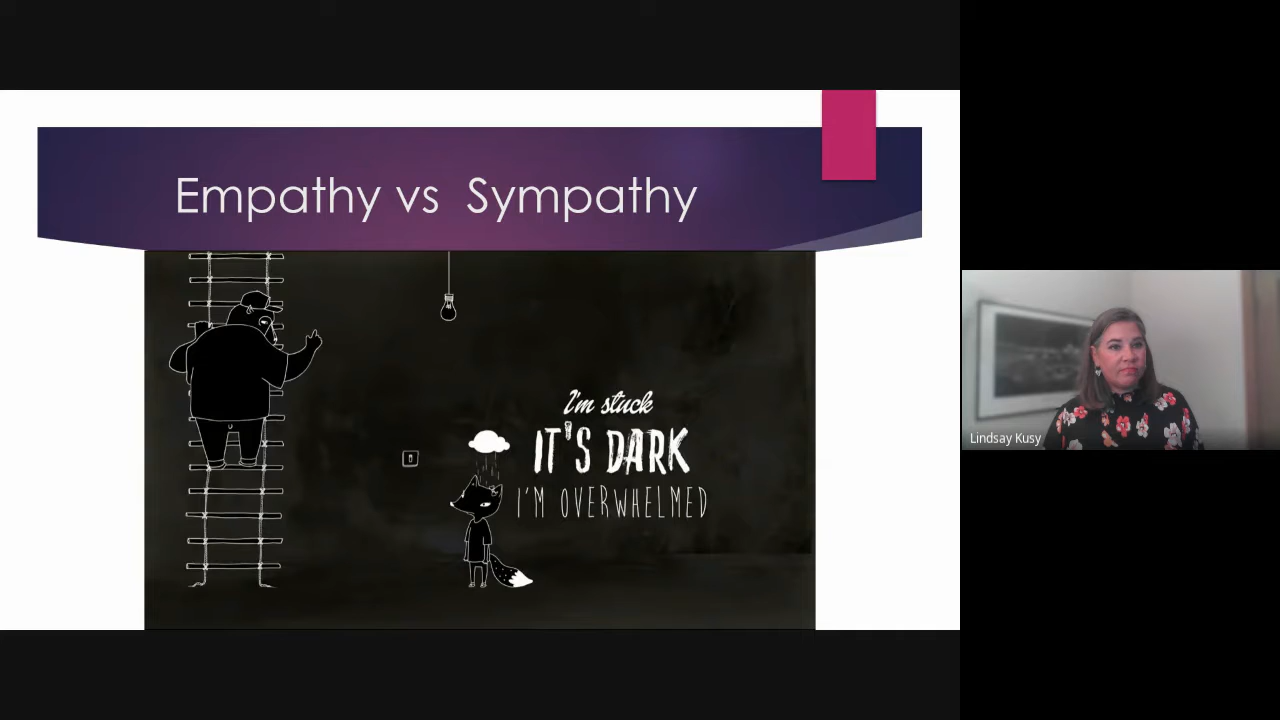 Empathy vs Sympathy
I'm stuck
IT'S DARK
I'M OVERWHELMED
Lindsay Kusy